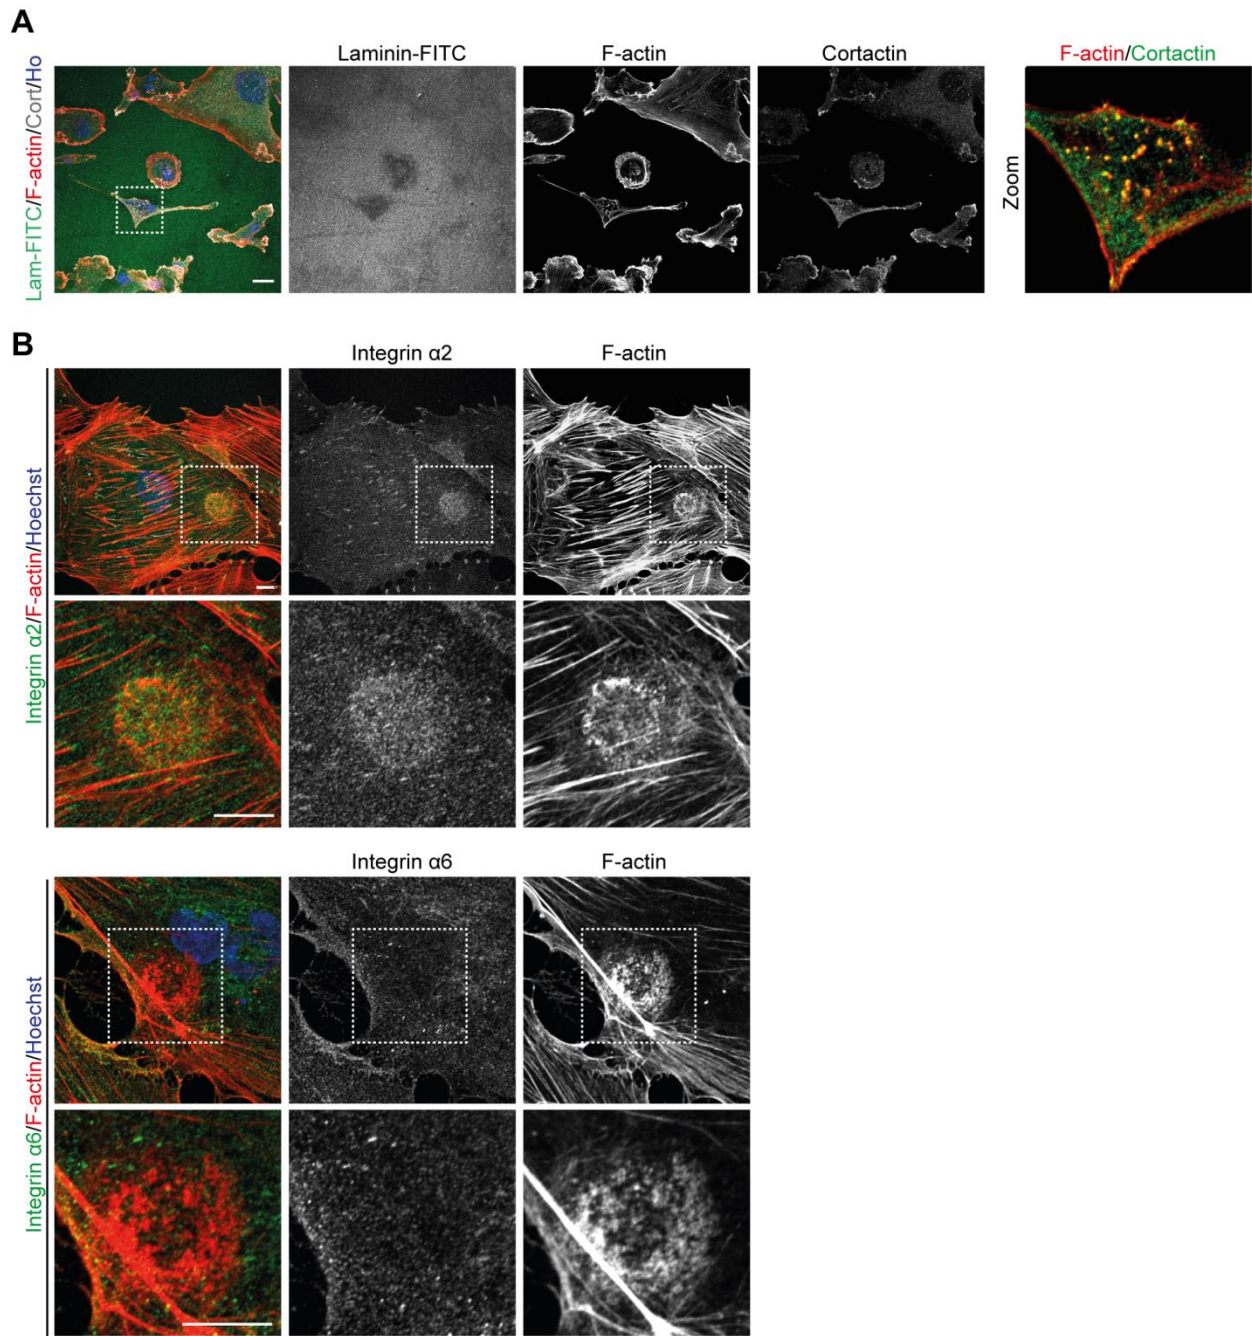 A
Laminin-FITC
F-actin
Cortactin
F-actin/Cortactin
Lam-FITC/F-actin/Cort/Ho
Zoom
B
Integrin α2
F-actin
Integrin α2/F-actin/Hoechst
Integrin α6
F-actin
Integrin α6/F-actin/Hoechst